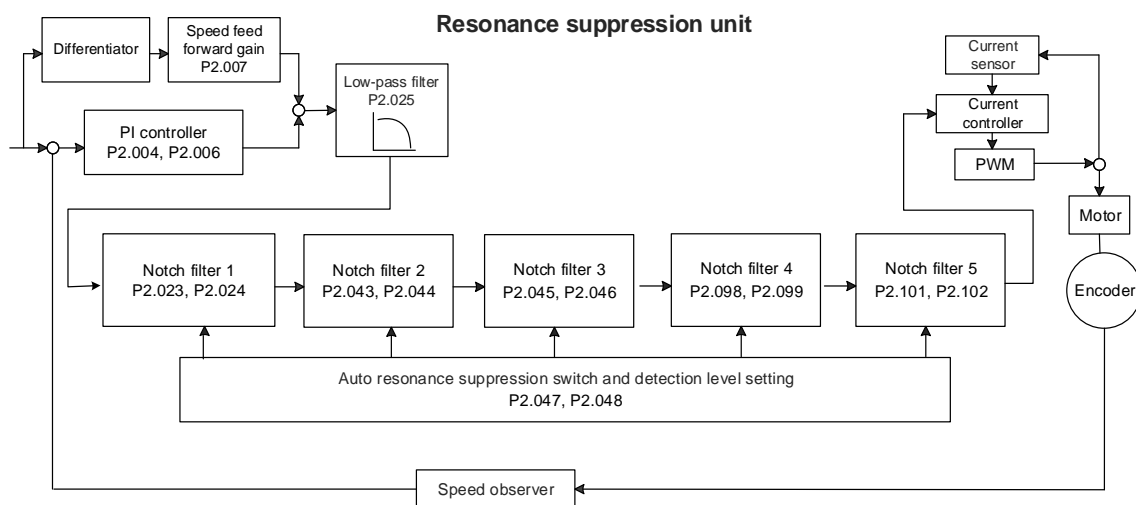 Resonance suppression unit
Differentiator
Speed feed
forward gain
P2.007
Low-pass filter
P2.025
PI controller
P2.004, P2.006
Current
sensor
Current
controller
PWM
Motor
Encoder
Notch filter 1
P2.023, P2.024
Notch filter 2
P2.043, P2.044
Notch filter 3
P2.045, P2.046
Notch filter 4
P2.098, P2.099
Notch filter 5
P2.101, P2.102
Auto resonance suppression switch and detection level setting
P2.047, P2.048
Speed observer